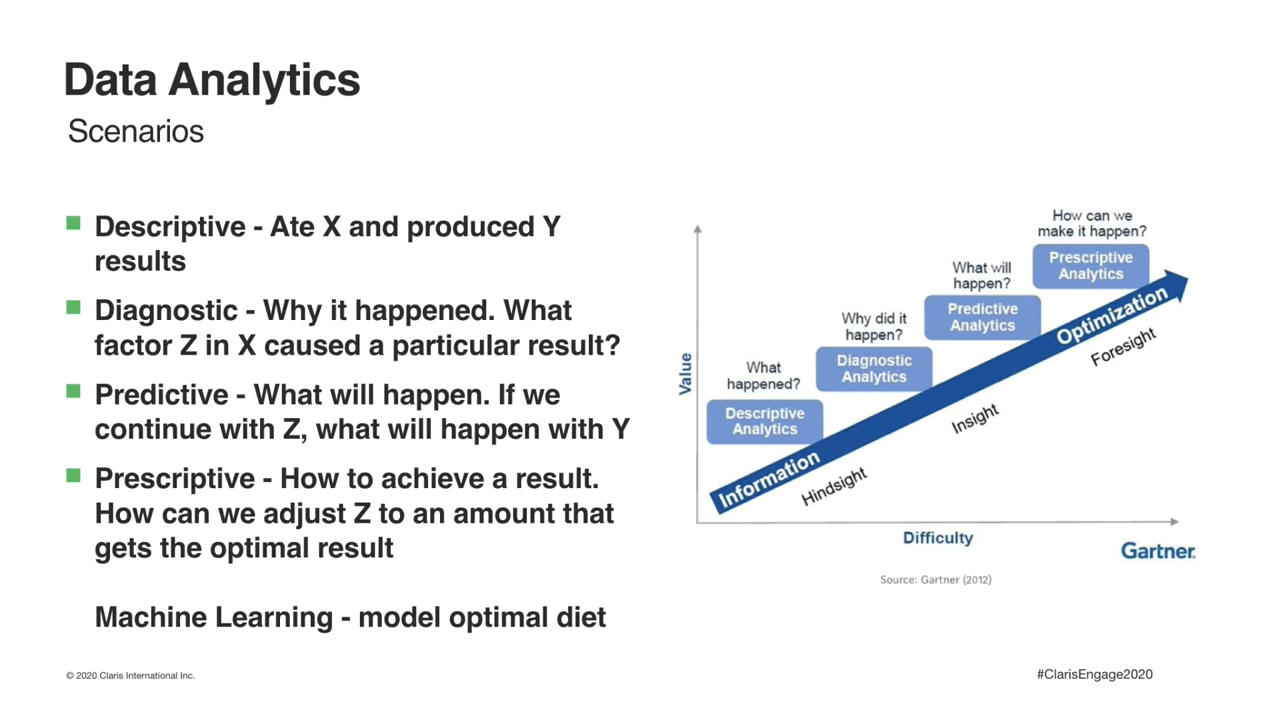 Data Analytics
Scenarios
Descriptive - Ate X and produced Y
results
Diagnostic - Why it happened. What
factor Z in X caused a particular result?
Predictive - What will happen. If we
continue with Z, what will happen with Y
Prescriptive - How to achieve a result.
How can we adjust Z to an amount that
gets the optimal result
Machine Learning - model optimal diet
Value
What
happened?
Descriptive
Analytics
Why did it
happen?
Diagnostic
Analytics
What will
happen?
Predictive
Analytics
How can we
make it happen?
Prescriptive
Analytics
Information
Optimization
Hindsight
Insight
Foresight
Difficulty
Gartner
Source: Gartner (2012)
© 2020 Claris International Inc.
#ClarisEngage2020